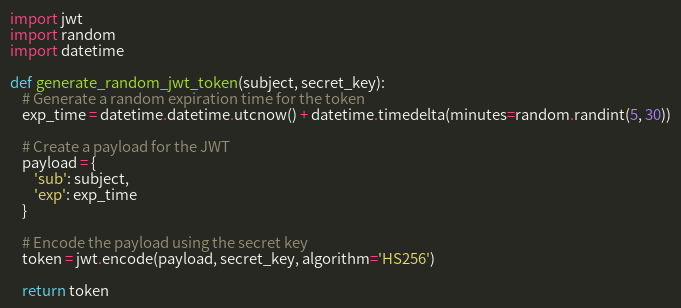 import jwt
import random
import datetime

def generate_random_jwt_token(subject, secret_key):
    # Generate a random expiration time for the token
    exp_time = datetime.datetime.utcnow() + datetime.timedelta(minutes=random.randint(5, 30))

    # Create a payload for the JWT
    payload = {
        'sub': subject,
        'exp': exp_time
    }

    # Encode the payload using the secret key
    token = jwt.encode(payload, secret_key, algorithm='HS256')

    return token